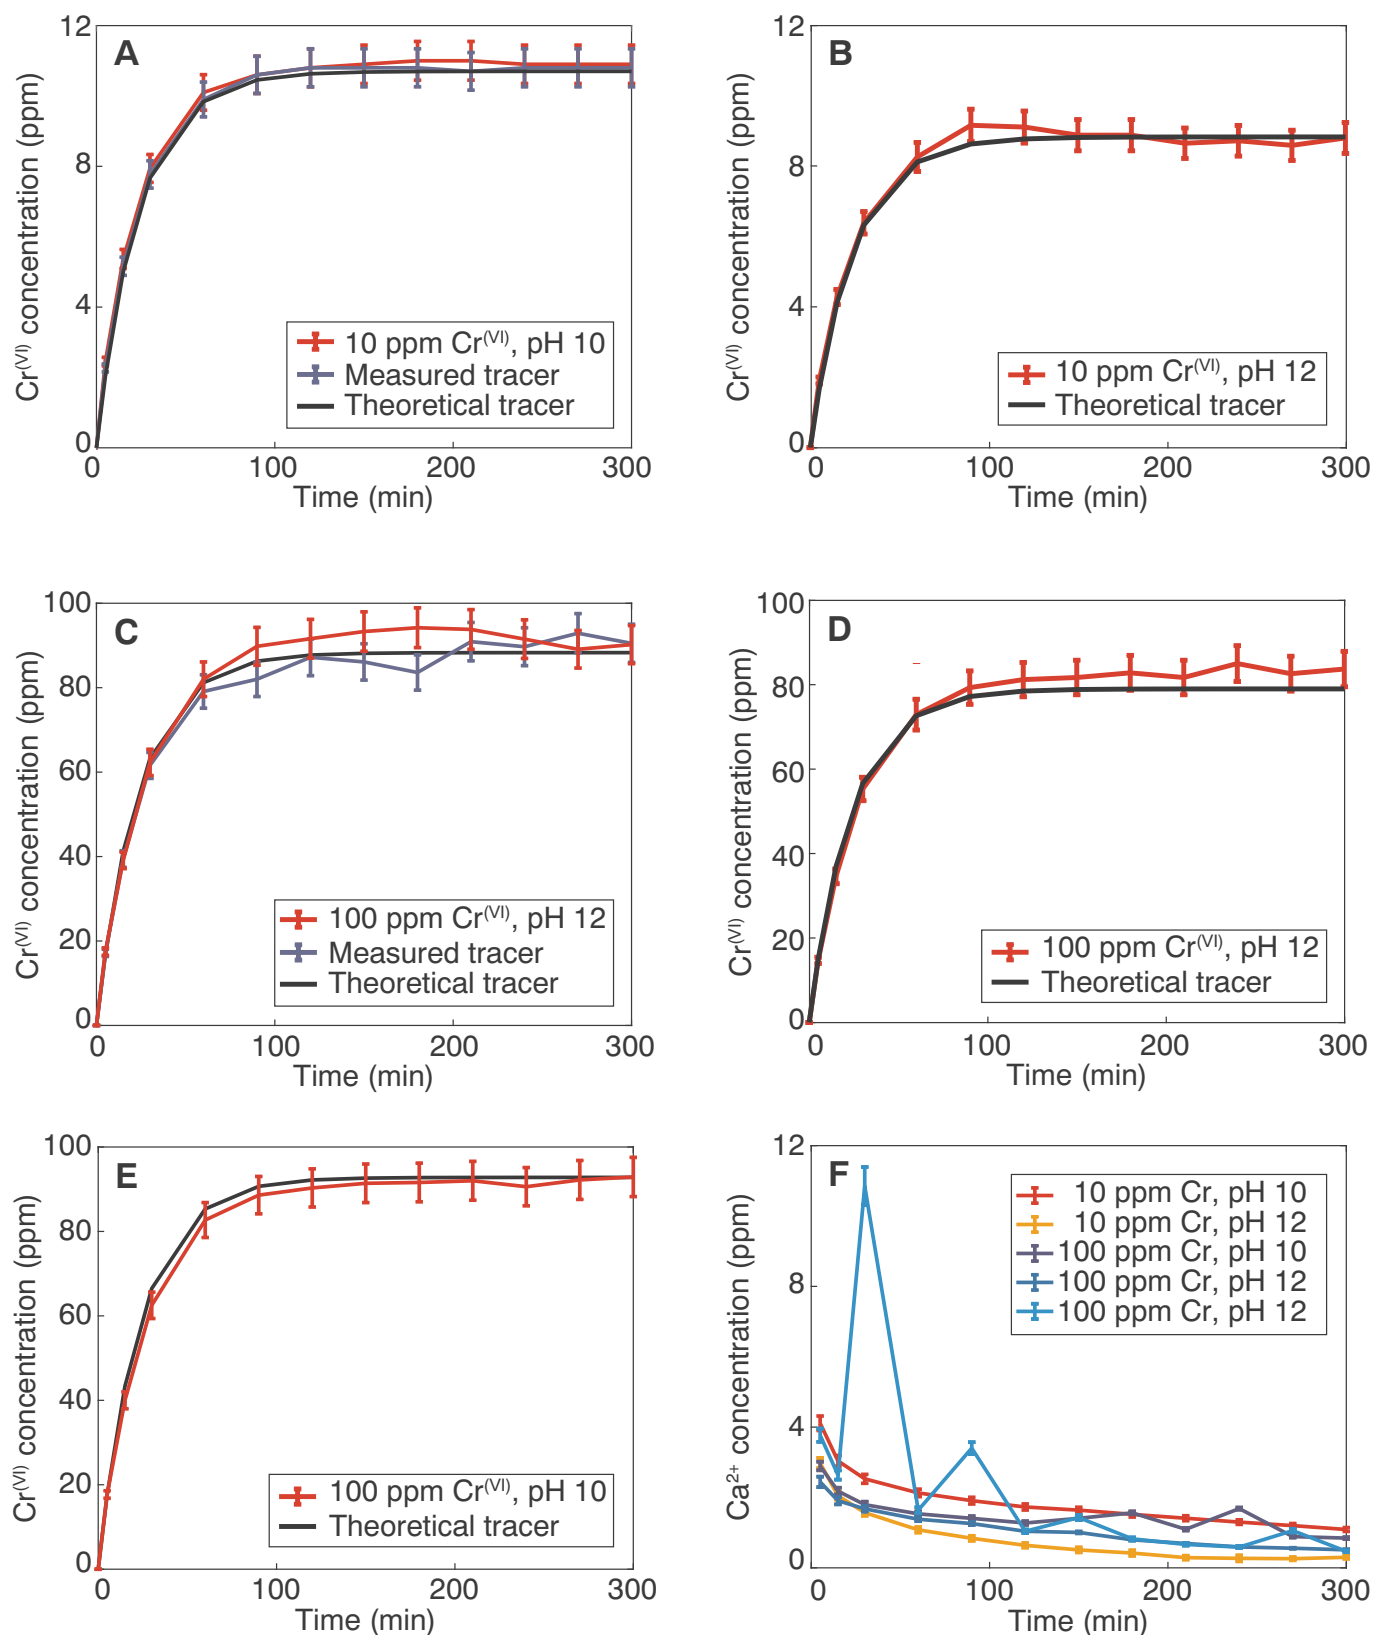 A
Cr(VI) concentration (ppm)
12
8
4
0
0 100 200 300
Time (min)
10 ppm Cr(VI), pH 10
Measured tracer
Theoretical tracer
B
Cr(VI) concentration (ppm)
12
8
4
0
0 100 200 300
Time (min)
10 ppm Cr(VI), pH 12
Theoretical tracer
C
Cr(VI) concentration (ppm)
100
80
60
40
20
0
0 100 200 300
Time (min)
100 ppm Cr(VI), pH 12
Measured tracer
Theoretical tracer
D
Cr(VI) concentration (ppm)
100
80
60
40
20
0
0 100 200 300
Time (min)
100 ppm Cr(VI), pH 12
Theoretical tracer
E
Cr(VI) concentration (ppm)
100
80
60
40
20
0
0 100 200 300
Time (min)
100 ppm Cr(VI), pH 10
Theoretical tracer
F
Ca2+ concentration (ppm)
12
8
4
0
0 100 200 300
Time (min)
10 ppm Cr, pH 10
10 ppm Cr, pH 12
100 ppm Cr, pH 10
100 ppm Cr, pH 12
100 ppm Cr, pH 12